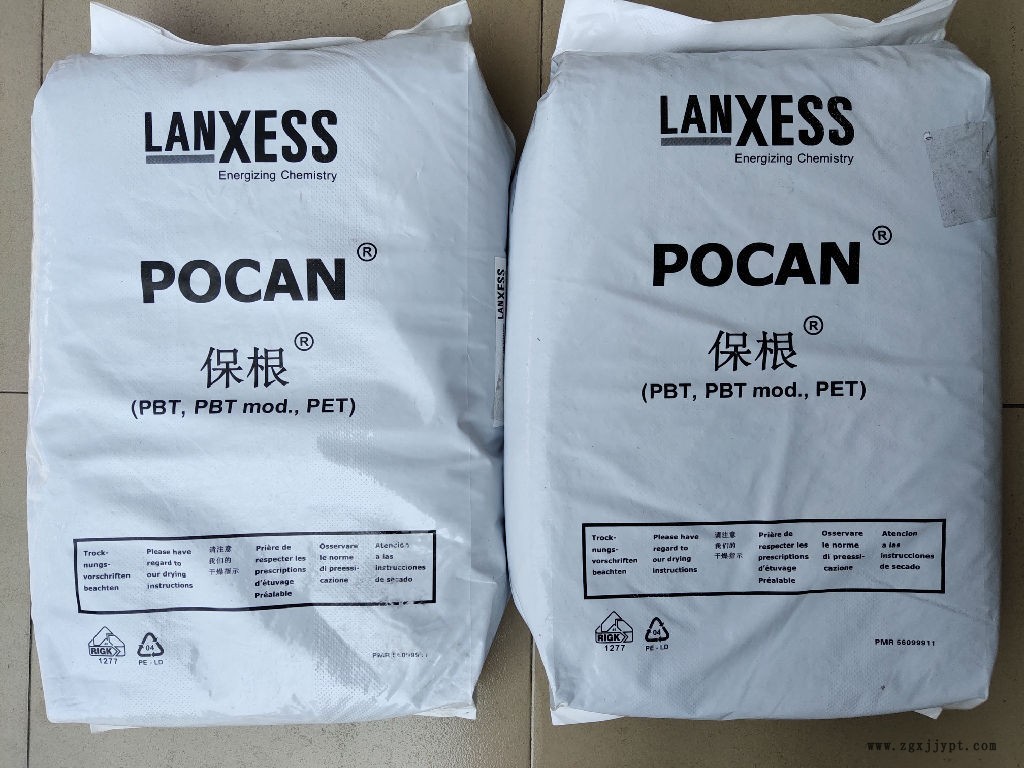 LANXESS
Energizing Chemistry
POCAN®
保根®
(PBT, PBT mod., PET)
Trock-
nungs-
vorschriften
beachten
Please have
regard to
our drying
instructions
请注意
我们的
干燥指示
Prière de
respecter les
prescriptions
d'étuvage
Préalable
Osservare
le norme
di preessi-
cazione
Atencion
a las
instrucciones
de secado
RIGK
1277
04
PE - LD
LANXESS
LANXESS
Energizing Chemistry
POCAN®
保根®
(PBT, PBT mod., PET)
Trock-
nungs-
vorschriften
beachten
Please have
regard to
our drying
instructions
请注意
我们的
干燥指示
Prière de
respecter les
prescriptions
d'étuvage
Préalable
Osservare
le norme
di preessi-
cazione
Atencion
a las
instrucciones
de secado
RIGK
1277
04
PE - LD
PMR 56099911
www.zgxjjypt.com